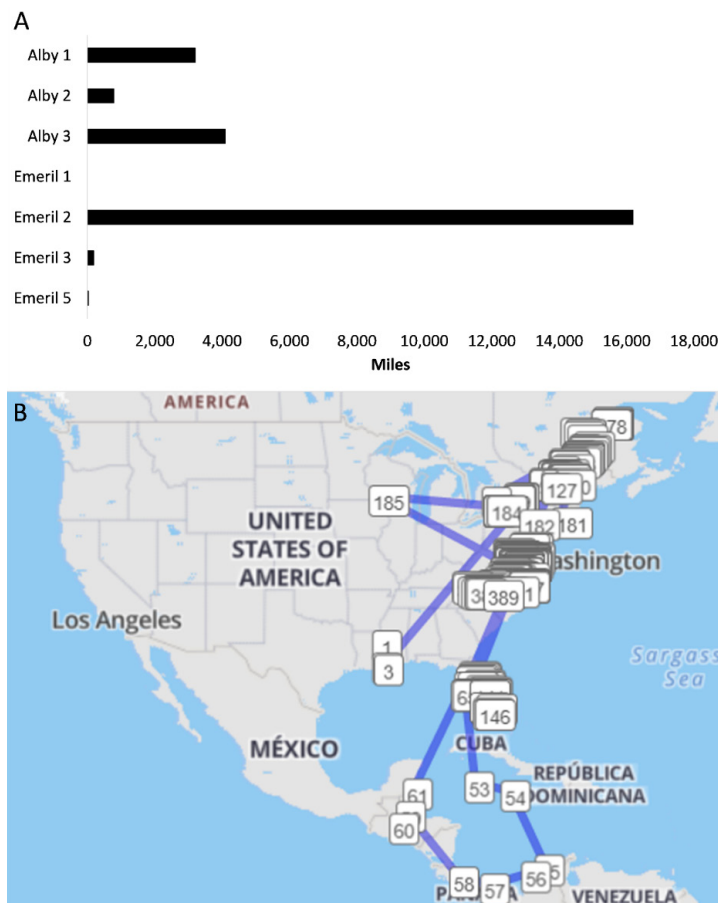 A
Alby 1
Alby 2
Alby 3
Emeril 1
Emeril 2
Emeril 3
Emeril 5
0 2,000 4,000 6,000 8,000 10,000 12,000 14,000 16,000 18,000
Miles
B
AMERICA
78
127
185
184
182
181
UNITED
STATES OF
AMERICA
ashington
Los Angeles
389
1
3
Sargass
Sea
146
MÉXICO
CUBA
REPÚBLICA
DOMINICANA
53
54
61
60
58
57
56
VENEZUELA